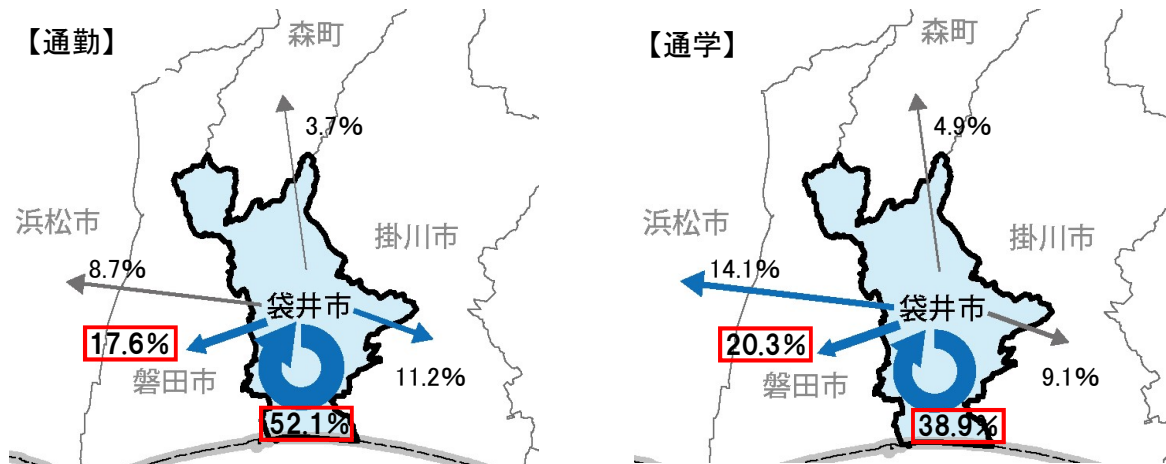 【通勤】
森町
3.7%
浜松市
掛川市
8.7%
袋井市
17.6%
磐田市
11.2%
52.1%
【通学】
森町
4.9%
浜松市
掛川市
14.1%
袋井市
20.3%
磐田市
9.1%
38.9%